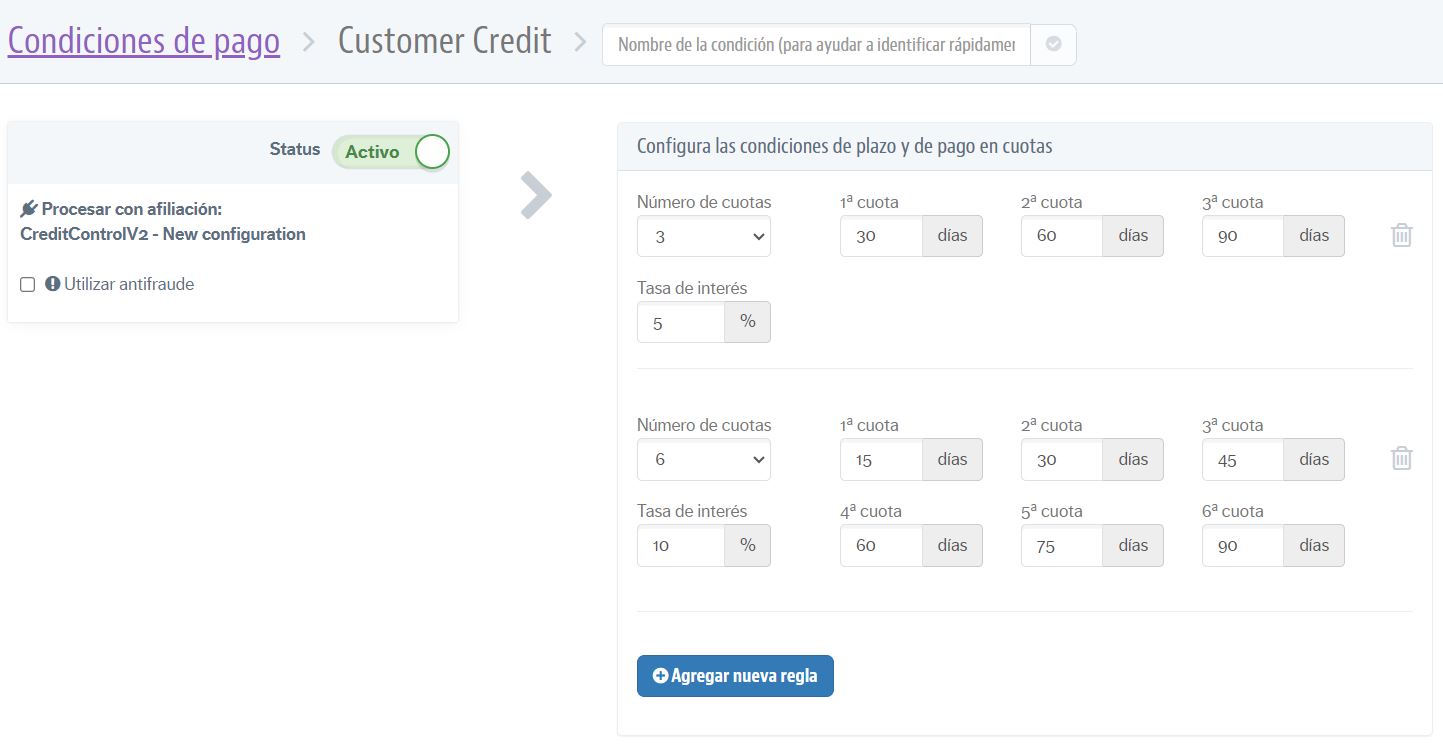 Condiciones de pago > Customer Credit > Nombre de la condición (para ayudar a identificar rápidamer
Status Activo
Procesar con afiliación:
CreditControlV2 - New configuration
Utilizar antifraude
Configura las condiciones de plazo y de pago en cuotas
Número de cuotas 1ª cuota 2ª cuota 3ª cuota
3 30 días 60 días 90 días
Tasa de interés
5 %
Número de cuotas 1ª cuota 2ª cuota 3ª cuota
6 15 días 30 días 45 días
Tasa de interés 4ª cuota 5ª cuota 6ª cuota
10 % 60 días 75 días 90 días
Agregar nueva regla